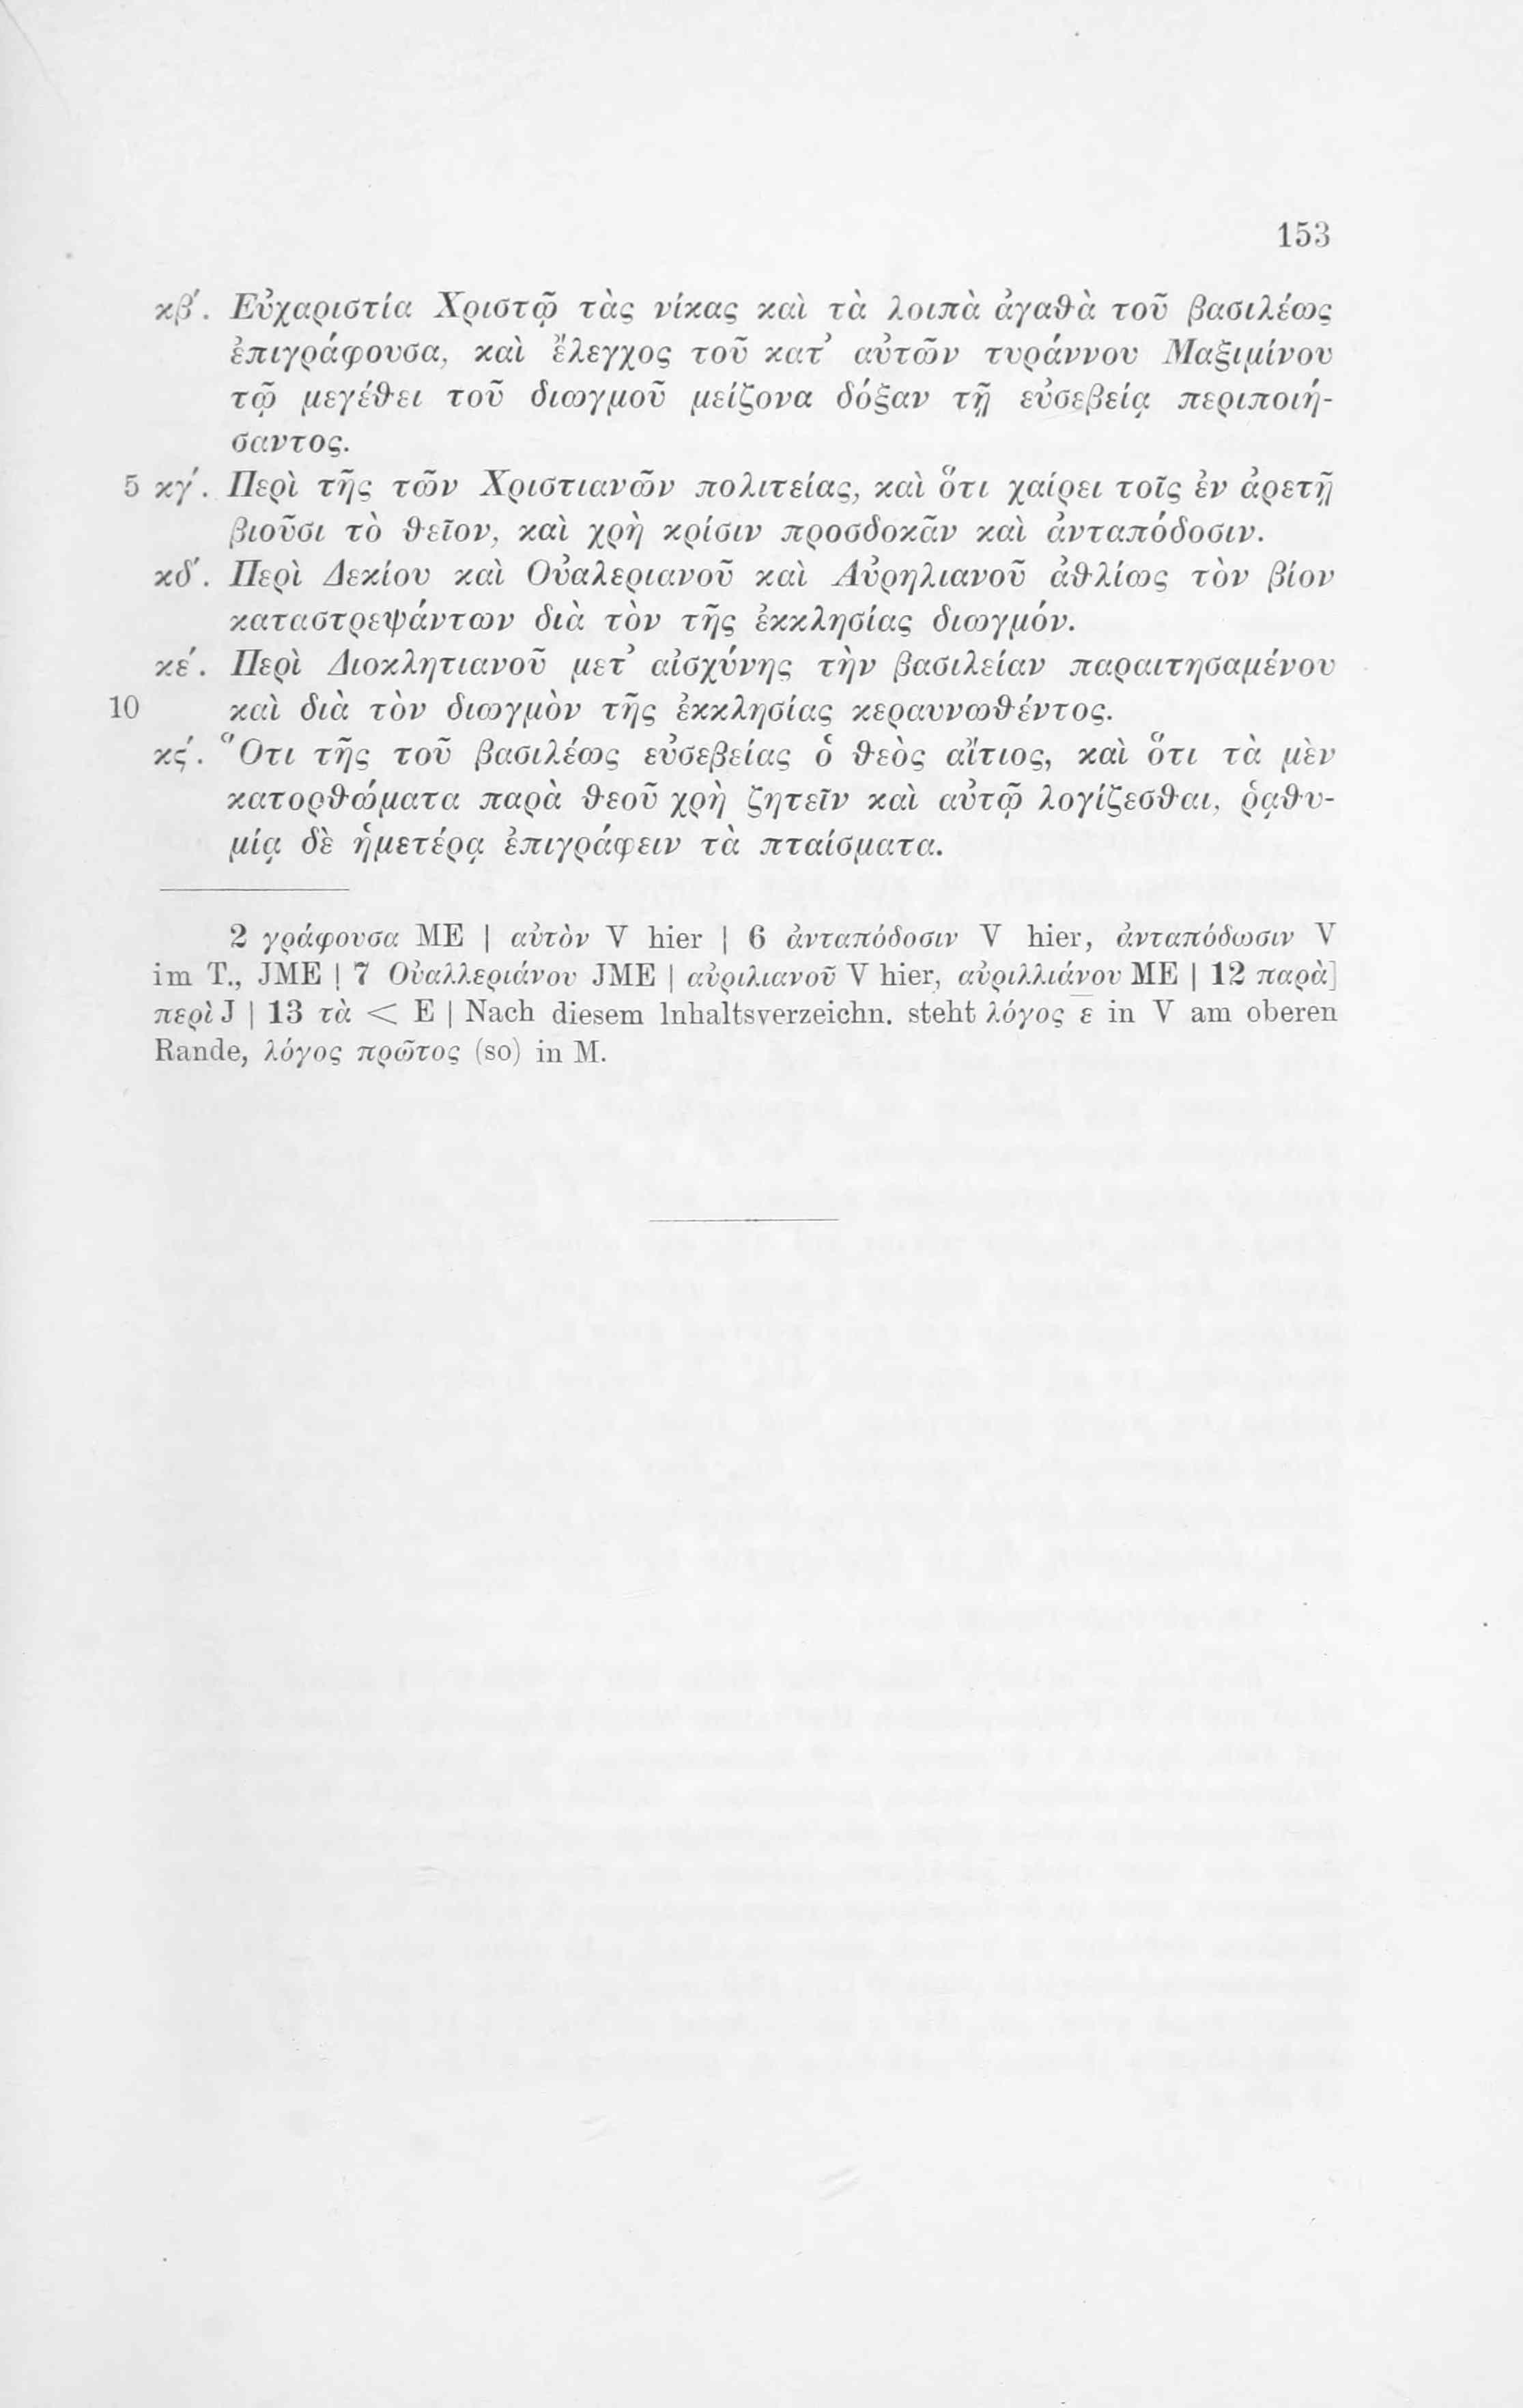 153
κβ΄. Εὐχαριστία Χριστῷ τὰς νίκας καὶ τὰ λοιπὰ ἀγαθὰ τοῦ βασιλέως
ἐπιγράφουσα, καὶ ἔλεγχος τοῦ κατ᾽ αὐτῶν τυράννου Μαξιμίνου
τῷ μεγέθει τοῦ διωγμοῦ μείζονα δόξαν τῇ εὐσεβείᾳ περιποιή-
σαντος.
5 κγ΄. Περὶ τῆς τῶν Χριστιανῶν πολιτείας, καὶ ὅτι χαίρει τοῖς ἐν ἀρετῇ
βιοῦσι τὸ θεῖον, καὶ χρὴ κρίσιν προσδοκᾶν καὶ ἀνταπόδοσιν.
κδ΄. Περὶ Δεκίου καὶ Οὐαλεριανοῦ καὶ Αὐρηλιανοῦ ἀθλίως τὸν βίον
καταστρεψάντων διὰ τὸν τῆς ἐκκλησίας διωγμόν.
κε΄. Περὶ Διοκλητιανοῦ μετ᾽ αἰσχύνης τὴν βασιλείαν παραιτησαμένου
10 καὶ διὰ τὸν διωγμὸν τῆς ἐκκλησίας κεραυνωθέντος.
κϛ΄. Ὅτι τῆς τοῦ βασιλέως εὐσεβείας ὁ θεὸς αἴτιος, καὶ ὅτι τὰ μὲν
κατορθώματα παρὰ θεοῦ χρὴ ζητεῖν καὶ αὐτῷ λογίζεσθαι, ῥᾳθυ-
μίᾳ δὲ ἡμετέρᾳ ἐπιγράφειν τὰ πταίσματα.
2 γράφουσα ME | αὐτὸν V hier | 6 ἀνταπόδοσιν V hier, ἀνταπόδωσιν V
im T., JME | 7 Οὐαλλεριάνου JME | αὐριλιανοῦ V hier, αὐριλλιάνου ME | 12 παρὰ]
περὶ J | 13 τὰ < E | Nach diesem Inhaltsverzeichn. steht λόγος ε̅ in V am oberen
Rande, λόγος πρῶτος (so) in M.